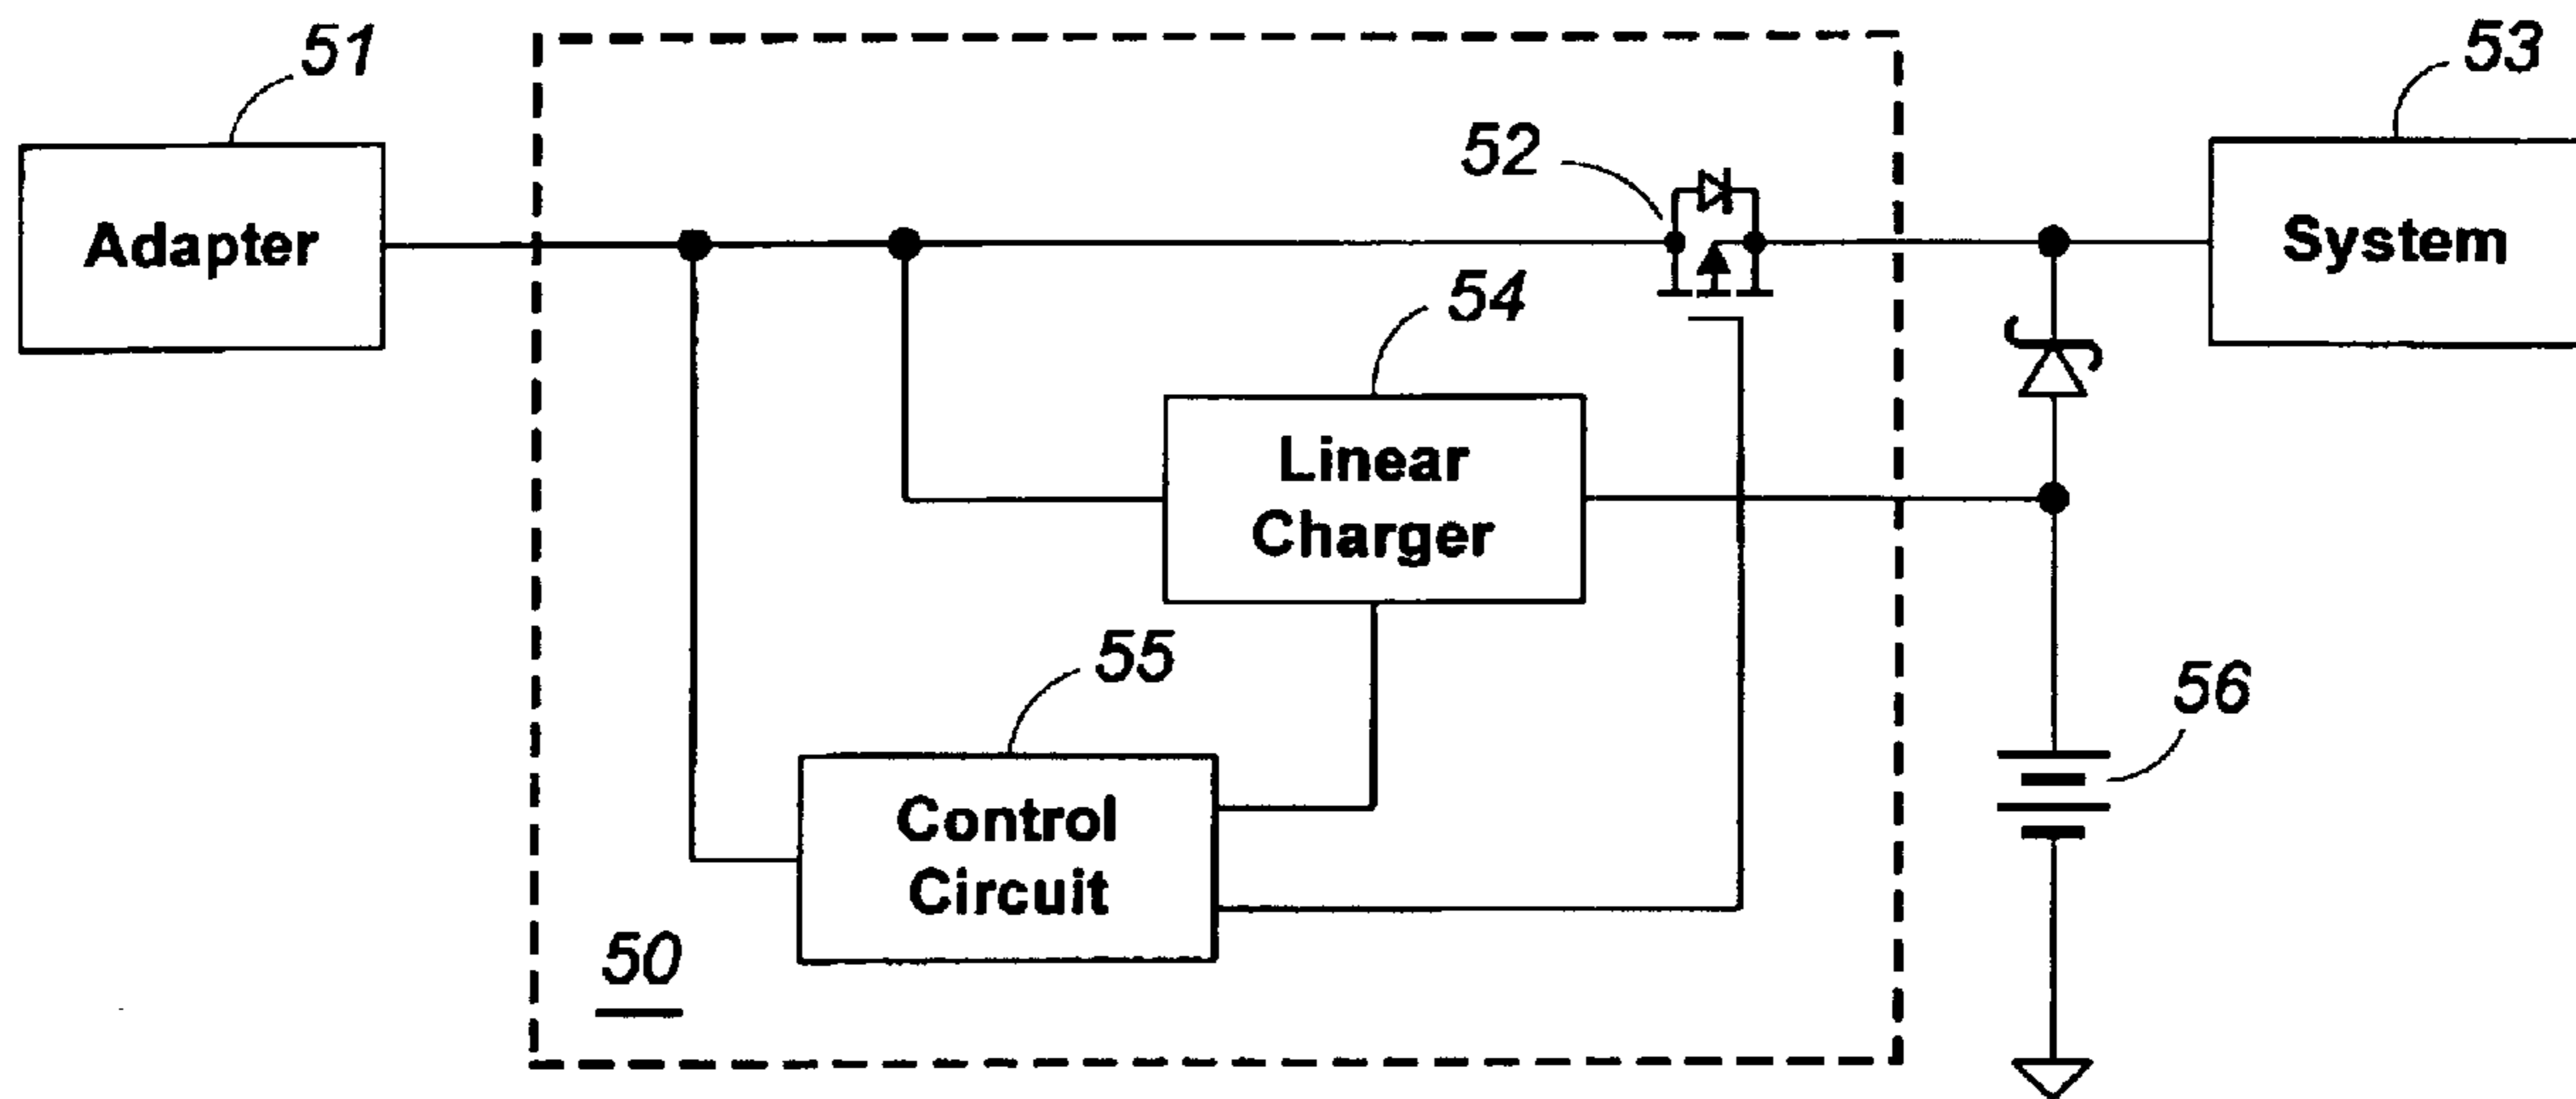 51
53
52
Adapter
System
54
Linear
Charger
55
56
Control
Circuit
50